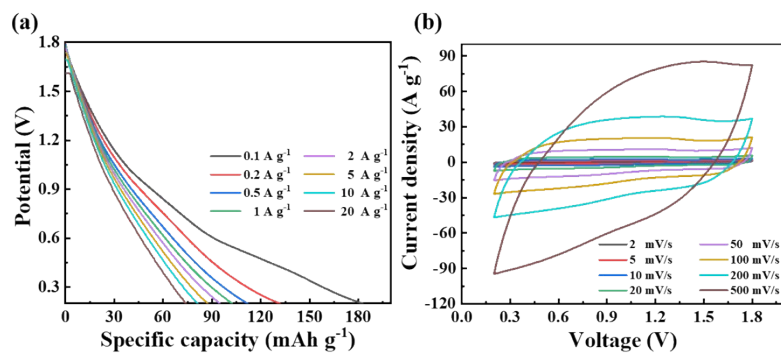 (a)
Potential (V)
1.8
1.5
1.2
0.9
0.6
0.3
0 30 60 90 120 150 180 210
Specific capacity (mAh g⁻¹)
0.1 A g⁻¹ 2 A g⁻¹
0.2 A g⁻¹ 5 A g⁻¹
0.5 A g⁻¹ 10 A g⁻¹
1 A g⁻¹ 20 A g⁻¹
(b)
Current density (A g⁻¹)
90
60
30
0
-30
-60
-90
-120
0.0 0.3 0.6 0.9 1.2 1.5 1.8
Voltage (V)
2 mV/s 50 mV/s
5 mV/s 100 mV/s
10 mV/s 200 mV/s
20 mV/s 500 mV/s